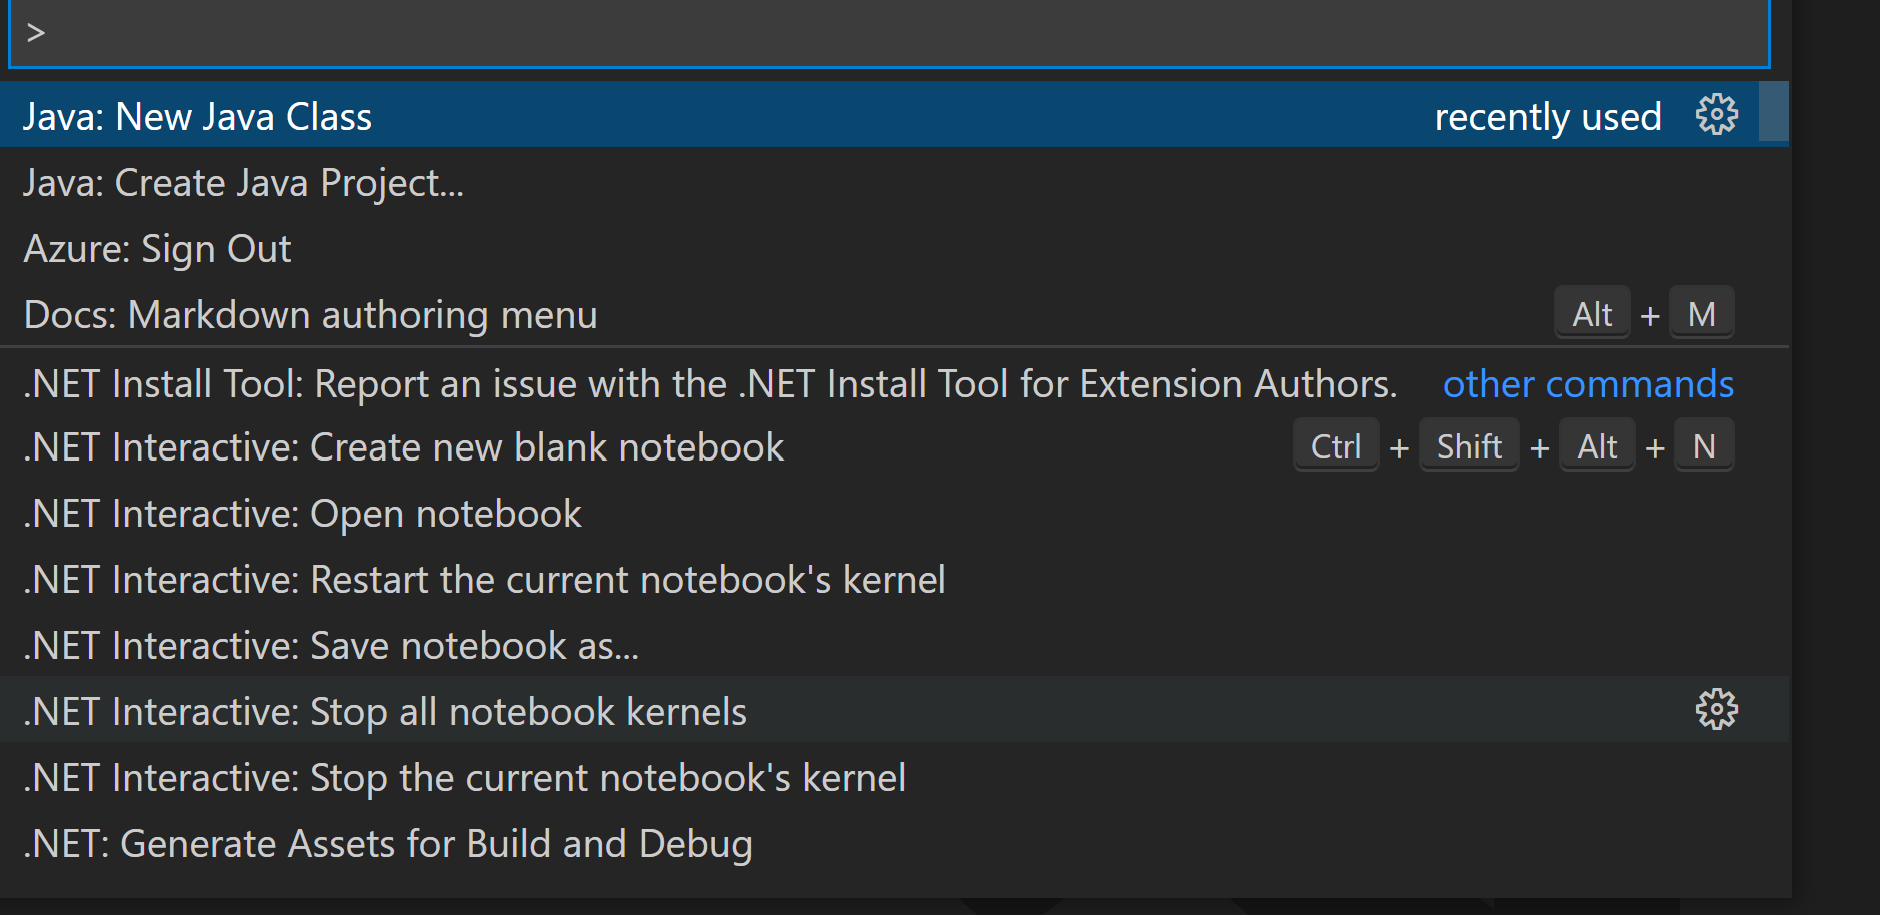 >
Java: New Java Class recently used
Java: Create Java Project...
Azure: Sign Out
Docs: Markdown authoring menu Alt + M
.NET Install Tool: Report an issue with the .NET Install Tool for Extension Authors. other commands
.NET Interactive: Create new blank notebook Ctrl + Shift + Alt + N
.NET Interactive: Open notebook
.NET Interactive: Restart the current notebook's kernel
.NET Interactive: Save notebook as...
.NET Interactive: Stop all notebook kernels
.NET Interactive: Stop the current notebook's kernel
.NET: Generate Assets for Build and Debug